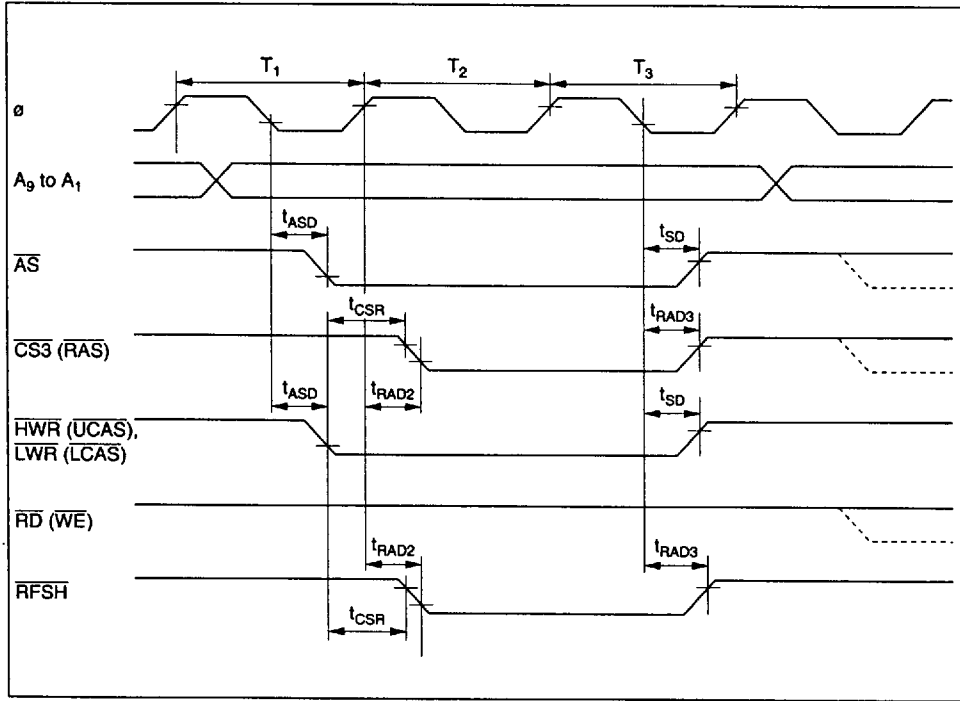 T1 T2 T3
ø
A9 to A1
tASD tSD
AS
tCSR tRAD3
CS3 (RAS)
tASD tRAD2 tSD
HWR (UCAS),
LWR (LCAS)
RD (WE)
tRAD2 tRAD3
RFSH
tCSR